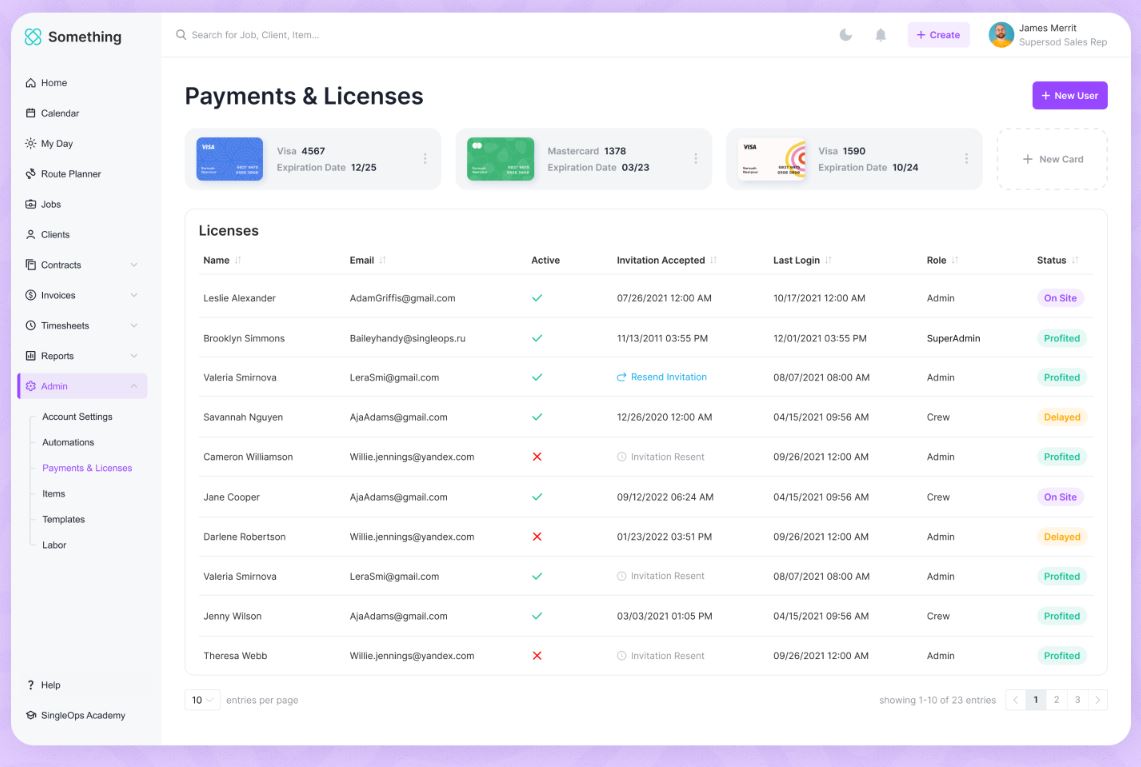 Something
Search for Job, Client, Item...
+ Create
James Merrit
Supersod Sales Rep
Home
Calendar
My Day
Route Planner
Jobs
Clients
Contracts
Invoices
Timesheets
Reports
Admin
Account Settings
Automations
Payments & Licenses
Items
Templates
Labor
? Help
SingleOps Academy
Payments & Licenses
+ New User
VISA
Visa 4567
Expiration Date 12/25
Mastercard 1378
Expiration Date 03/23
VISA
Visa 1590
Expiration Date 10/24
+ New Card
Licenses
Name Email Active Invitation Accepted Last Login Role Status
Leslie Alexander AdamGriffis@gmail.com 07/26/2021 12:00 AM 10/17/2021 12:00 AM Admin On Site
Brooklyn Simmons Baileyhandy@singleops.ru 11/13/2011 03:55 PM 12/01/2021 03:55 PM SuperAdmin Profited
Valeria Smirnova LeraSmi@gmail.com Resend Invitation 08/07/2021 08:00 AM Admin Profited
Savannah Nguyen AjaAdams@gmail.com 12/26/2020 12:00 AM 04/15/2021 09:56 AM Crew Delayed
Cameron Williamson Willie.jennings@yandex.com Invitation Resent 09/26/2021 12:00 AM Admin Profited
Jane Cooper AjaAdams@gmail.com 09/12/2022 06:24 AM 04/15/2021 09:56 AM Crew On Site
Darlene Robertson Willie.jennings@yandex.com 01/23/2022 03:51 PM 09/26/2021 12:00 AM Admin Delayed
Valeria Smirnova LeraSmi@gmail.com Invitation Resent 08/07/2021 08:00 AM Admin Profited
Jenny Wilson AjaAdams@gmail.com 03/03/2021 01:05 PM 04/15/2021 09:56 AM Crew Profited
Theresa Webb Willie.jennings@yandex.com Invitation Resent 09/26/2021 12:00 AM Admin Profited
10 entries per page
showing 1-10 of 23 entries
1 2 3